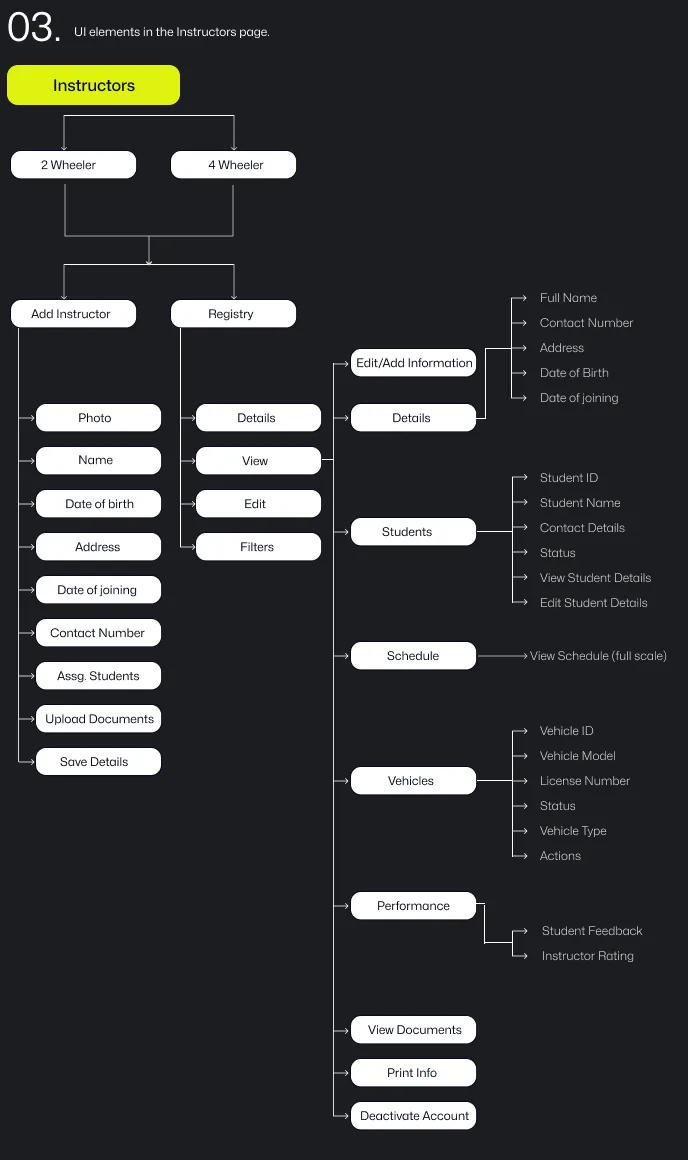 03.
UI elements in the Instructors page.
Instructors
2 Wheeler
4 Wheeler
Add Instructor
Registry
Photo
Name
Date of birth
Address
Date of joining
Contact Number
Assg. Students
Upload Documents
Save Details
Details
View
Edit
Filters
Edit/Add Information
Details
Full Name
Contact Number
Address
Date of Birth
Date of joining
Students
Student ID
Student Name
Contact Details
Status
View Student Details
Edit Student Details
Schedule
View Schedule (full scale)
Vehicles
Vehicle ID
Vehicle Model
License Number
Status
Vehicle Type
Actions
Performance
Student Feedback
Instructor Rating
View Documents
Print Info
Deactivate Account